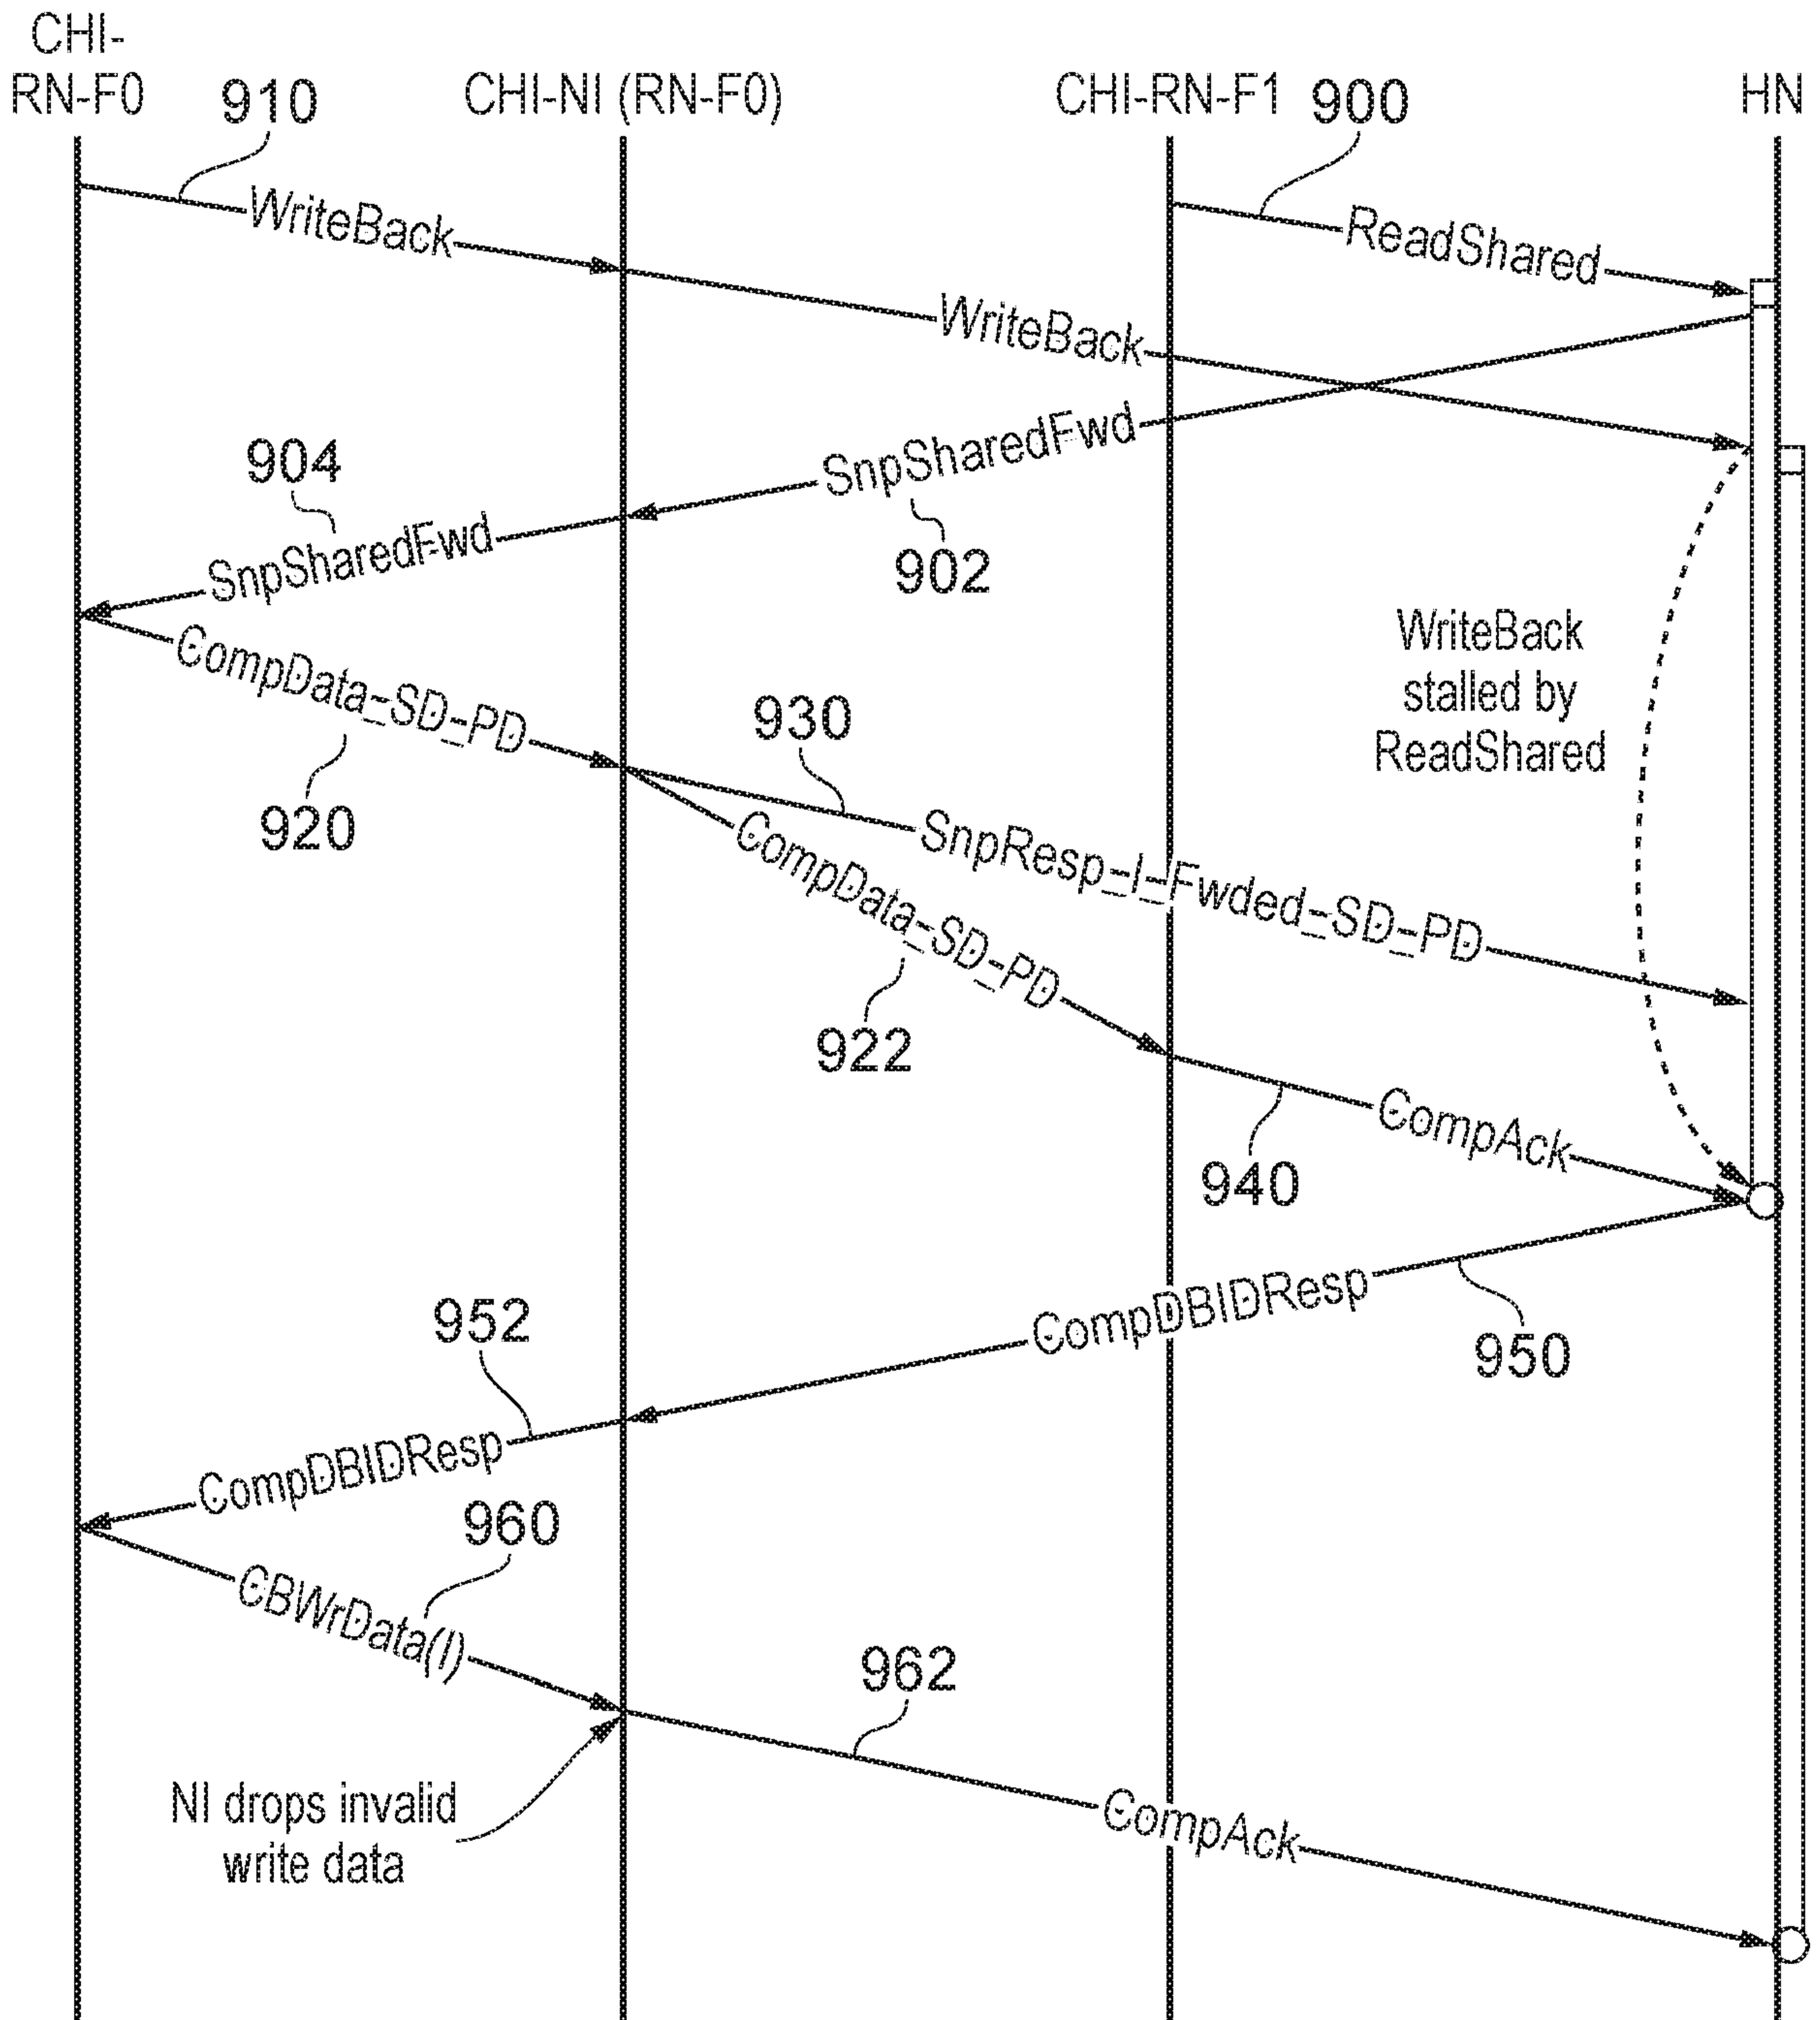 CHI-
RN-F0
CHI-NI (RN-F0)
CHI-RN-F1
HN
910
900
WriteBack
ReadShared
WriteBack
SnpSharedFwd
904
902
SnpSharedFwd
WriteBack
stalled by
ReadShared
CompData_SD_PD
930
920
SnpResp_I_Fwded_SD_PD
CompData_SD_PD
922
CompAck
940
CompDBIDResp
952
950
CompDBIDResp
960
CBWrData(I)
962
NI drops invalid
write data
CompAck